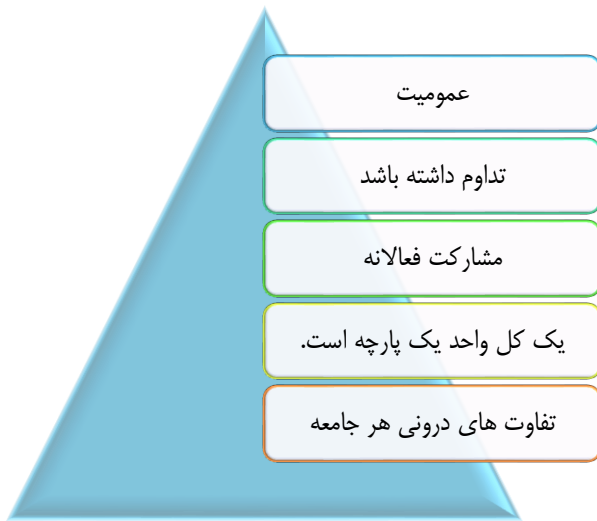 عمومیت
تداوم داشته باشد
مشارکت فعالانه
یک کل واحد یک پارچه است.
تفاوت های درونی هر جامعه